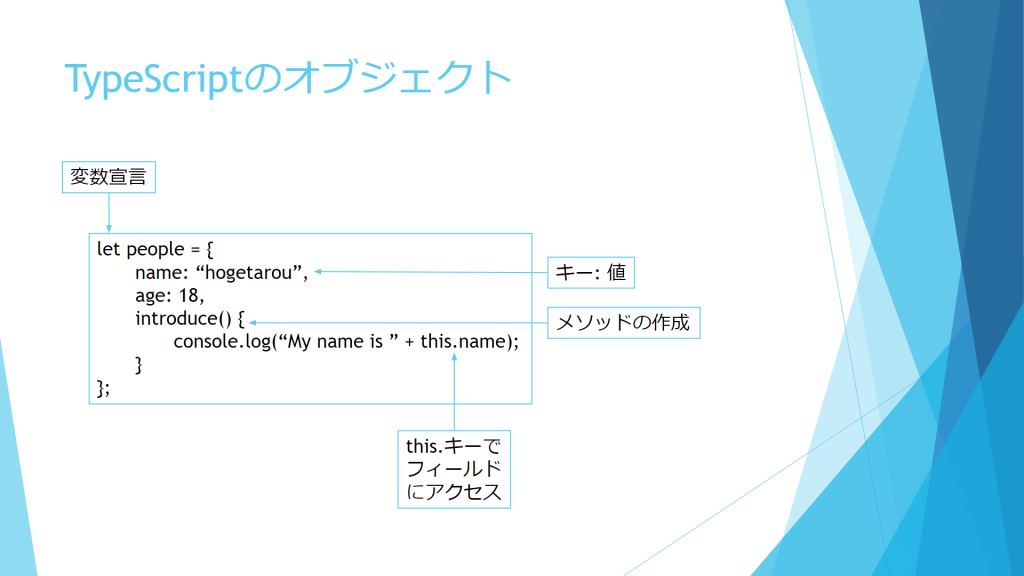 TypeScriptのオブジェクト
変数宣言
let people = {
name: “hogetarou”,
age: 18,
introduce() {
console.log(“My name is ” + this.name);
}
};
キー: 値
メソッドの作成
this.キーで
フィールド
にアクセス